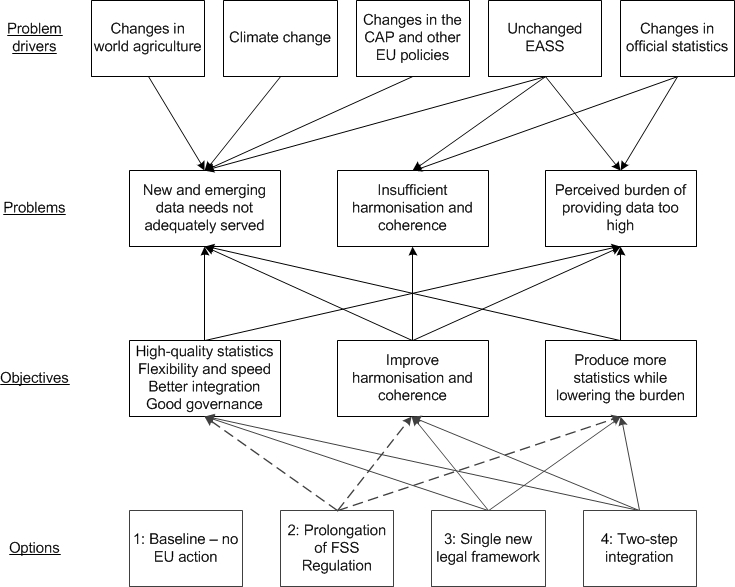 Problem
drivers
Changes in
world agriculture
Climate change
Changes in the
CAP and other
EU policies
Unchanged
EASS
Changes in
official statistics
Problems
New and emerging
data needs not
adequately served
Insufficient
harmonisation and
coherence
Perceived burden of
providing data too
high
Objectives
High-quality statistics
Flexibility and speed
Better integration
Good governance
Improve
harmonisation and
coherence
Produce more
statistics while
lowering the burden
Options
1: Baseline – no
EU action
2: Prolongation
of FSS
Regulation
3: Single new
legal framework
4: Two-step
integration